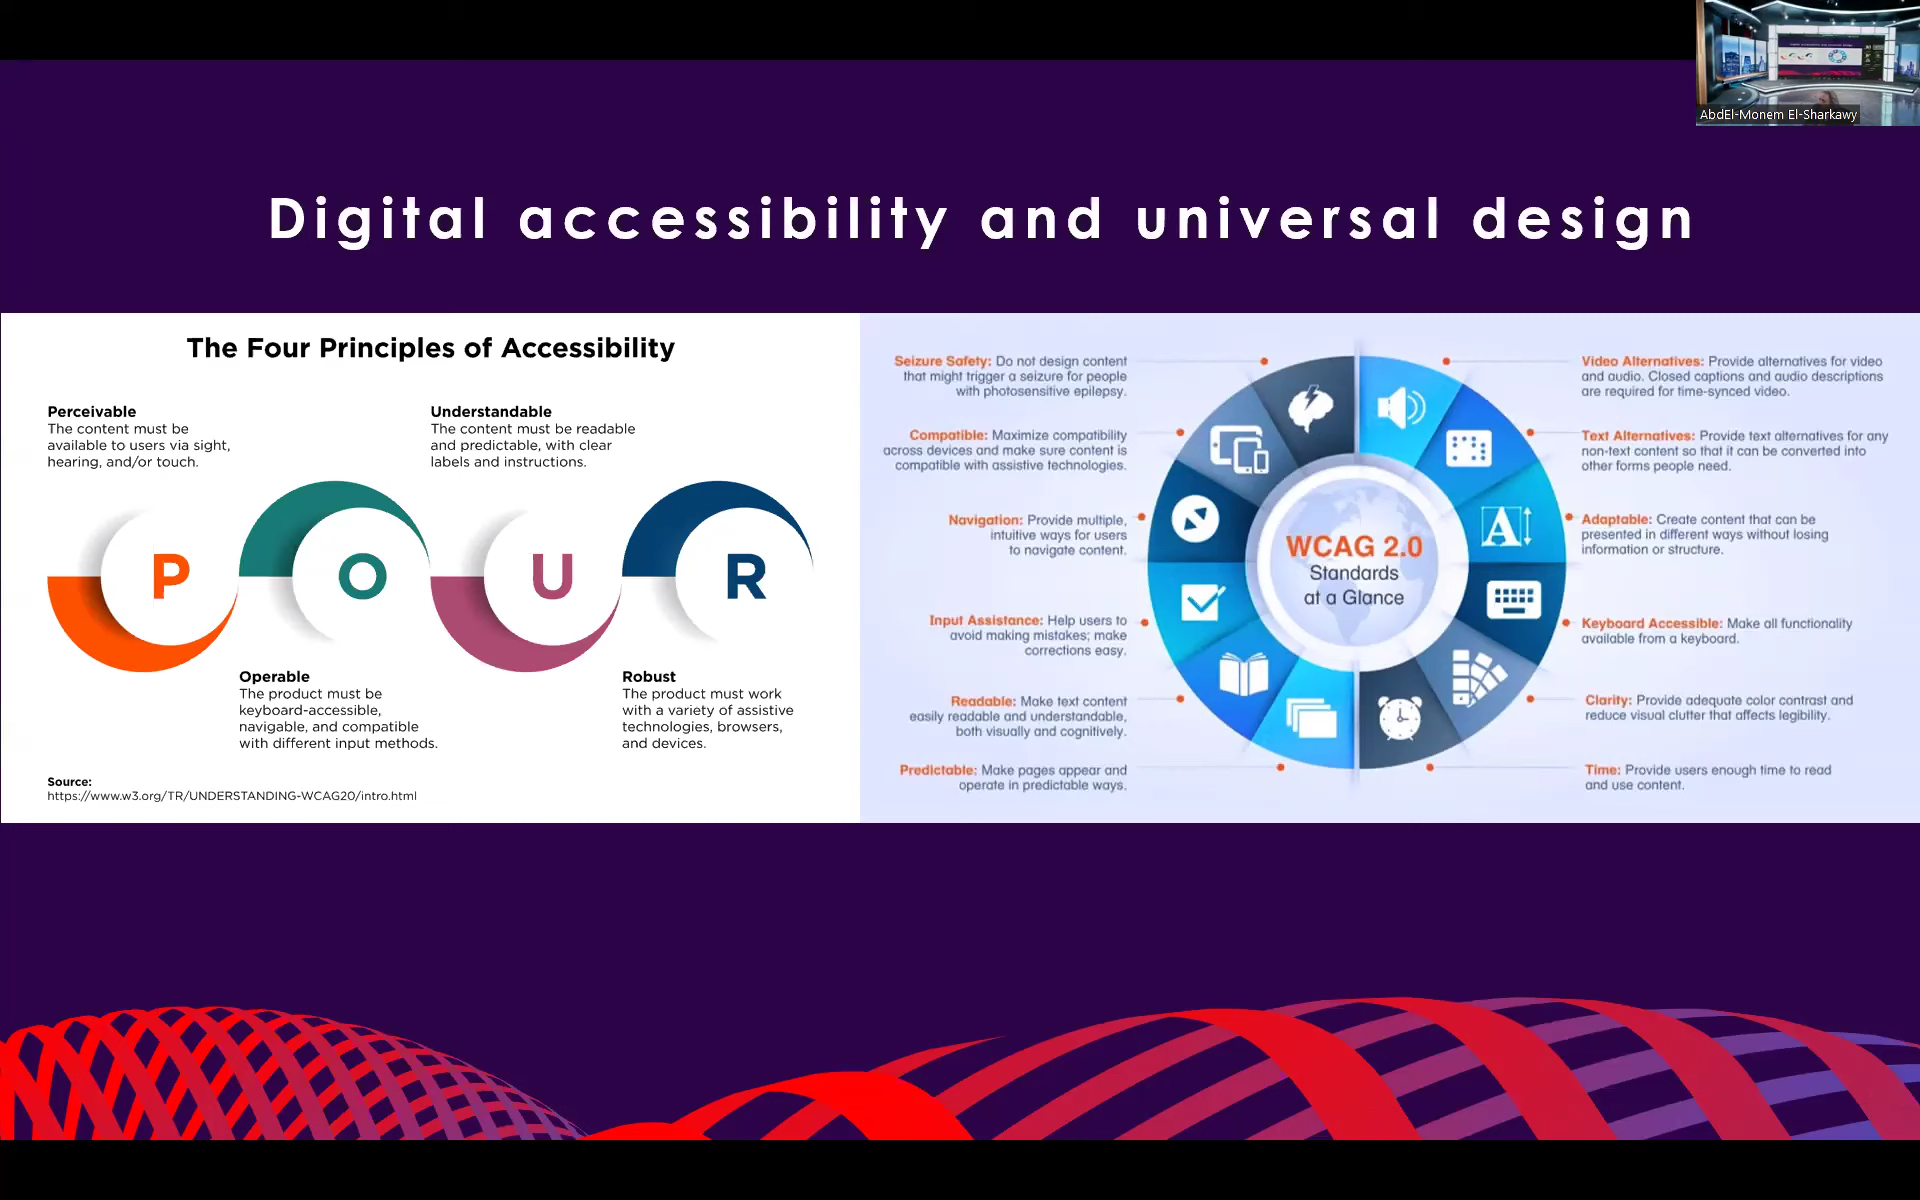 AbdEl-Monem El-Sharkawy
Digital accessibility and universal design
The Four Principles of Accessibility
Perceivable
The content must be
available to users via sight,
hearing, and/or touch.
Understandable
The content must be readable
and predictable, with clear
labels and instructions.
P
O
U
R
Operable
The product must be
keyboard-accessible,
navigable, and compatible
with different input methods.
Robust
The product must work
with a variety of assistive
technologies, browsers,
and devices.
Source:
https://www.w3.org/TR/UNDERSTANDING-WCAG20/intro.html
Seizure Safety: Do not design content
that might trigger a seizure for people
with photosensitive epilepsy.
Compatible: Maximize compatibility
across devices and make sure content is
compatible with assistive technologies.
Navigation: Provide multiple,
intuitive ways for users
to navigate content.
Input Assistance: Help users to
avoid making mistakes; make
corrections easy.
Readable: Make text content
easily readable and understandable,
both visually and cognitively.
Predictable: Make pages appear and
operate in predictable ways.
A
WCAG 2.0
Standards
at a Glance
Video Alternatives: Provide alternatives for video
and audio. Closed captions and audio descriptions
are required for time-synced video.
Text Alternatives: Provide text alternatives for any
non-text content so that it can be converted into
other forms people need.
Adaptable: Create content that can be
presented in different ways without losing
information or structure.
Keyboard Accessible: Make all functionality
available from a keyboard.
Clarity: Provide adequate color contrast and
reduce visual clutter that affects legibility.
Time: Provide users enough time to read
and use content.